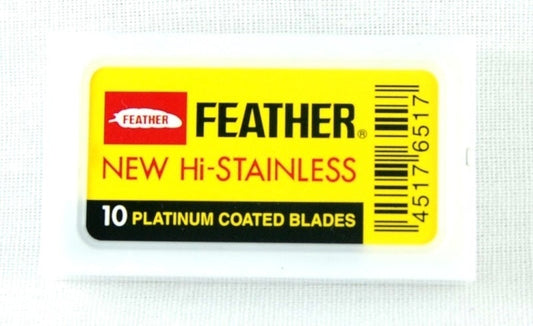 FEATHER
FEATHER®
NEW Hi-STAINLESS
10 PLATINUM COATED BLADES
4517 6517